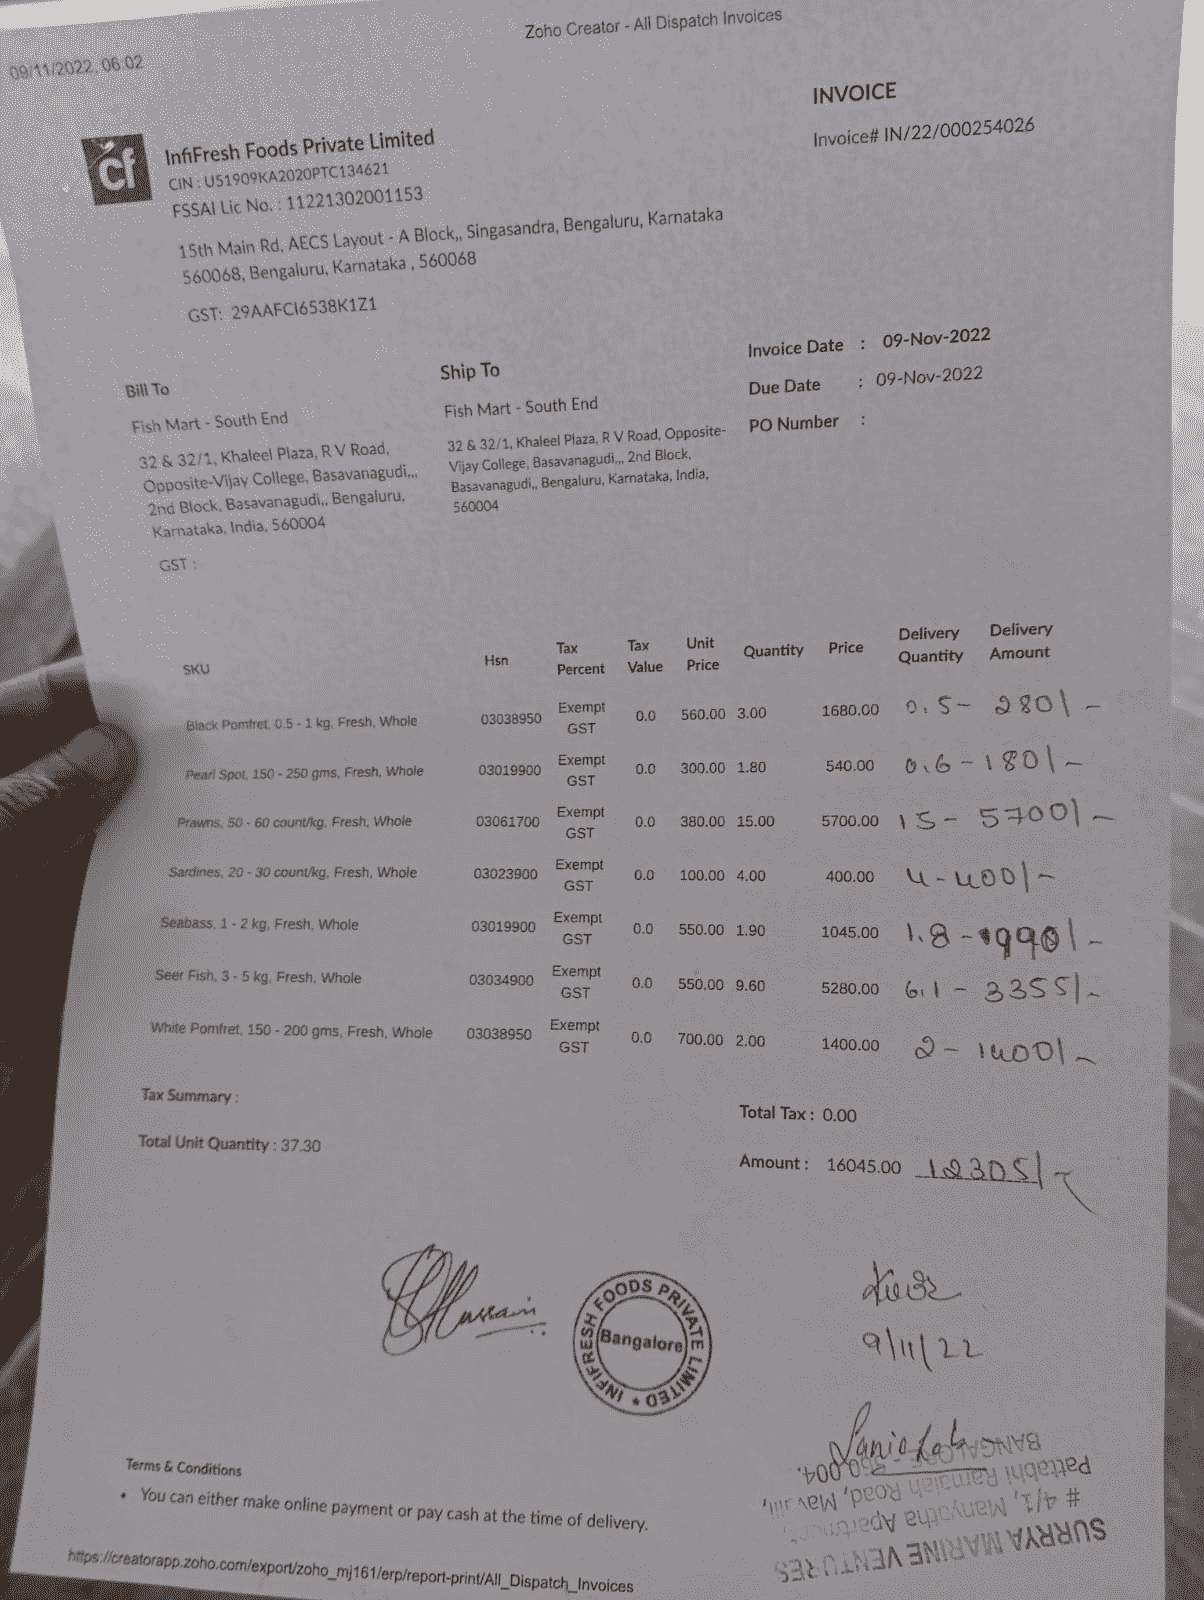 Zoho Creator - All Dispatch Invoices
09/11/2022, 06:02
INVOICE
Invoice# IN/22/000254026
cf
InfiFresh Foods Private Limited
CIN : U51909KA2020PTC134621
FSSAI Lic No. : 11221302001153
15th Main Rd, AECS Layout - A Block,, Singasandra, Bengaluru, Karnataka
560068, Bengaluru, Karnataka , 560068
GST: 29AAFCI6538K1Z1
Bill To
Fish Mart - South End
32 & 32/1, Khaleel Plaza, R V Road,
Opposite-Vijay College, Basavanagudi,,,
2nd Block, Basavanagudi,, Bengaluru,
Karnataka, India, 560004
GST :
Ship To
Fish Mart - South End
32 & 32/1, Khaleel Plaza, R V Road, Opposite-
Vijay College, Basavanagudi,,, 2nd Block,
Basavanagudi,, Bengaluru, Karnataka, India,
560004
Invoice Date : 09-Nov-2022
Due Date : 09-Nov-2022
PO Number :
SKU Hsn Tax Percent Tax Value Unit Price Quantity Price Delivery Quantity Delivery Amount
Black Pomfret, 0.5 - 1 kg, Fresh, Whole 03038950 Exempt GST 0.0 560.00 3.00 1680.00 0.5 - 280/-
Pearl Spot, 150 - 250 gms, Fresh, Whole 03019900 Exempt GST 0.0 300.00 1.80 540.00 0.6 - 180/-
Prawns, 50 - 60 count/kg, Fresh, Whole 03061700 Exempt GST 0.0 380.00 15.00 5700.00 15 - 5700/-
Sardines, 20 - 30 count/kg, Fresh, Whole 03023900 Exempt GST 0.0 100.00 4.00 400.00 4 - 400/-
Seabass, 1 - 2 kg, Fresh, Whole 03019900 Exempt GST 0.0 550.00 1.90 1045.00 1.8 - 990/-
Seer Fish, 3 - 5 kg, Fresh, Whole 03034900 Exempt GST 0.0 550.00 9.60 5280.00 6.1 - 3355/-
White Pomfret, 150 - 200 gms, Fresh, Whole 03038950 Exempt GST 0.0 700.00 2.00 1400.00 2 - 1400/-
Tax Summary :
Total Unit Quantity : 37.30
Total Tax : 0.00
Amount : 16045.00 12305/-
Hussain
INFIFRESH FOODS PRIVATE LIMITED
Bangalore
9/11/22
SURRYA MARINE VENTURES
# 4/1, Manyatha
Pattabhi Ramaiah Road,
BANGALORE 004.
Terms & Conditions
• You can either make online payment or pay cash at the time of delivery.
https://creatorapp.zoho.com/export/zoho_mj161/erp/report-print/All_Dispatch_Invoices